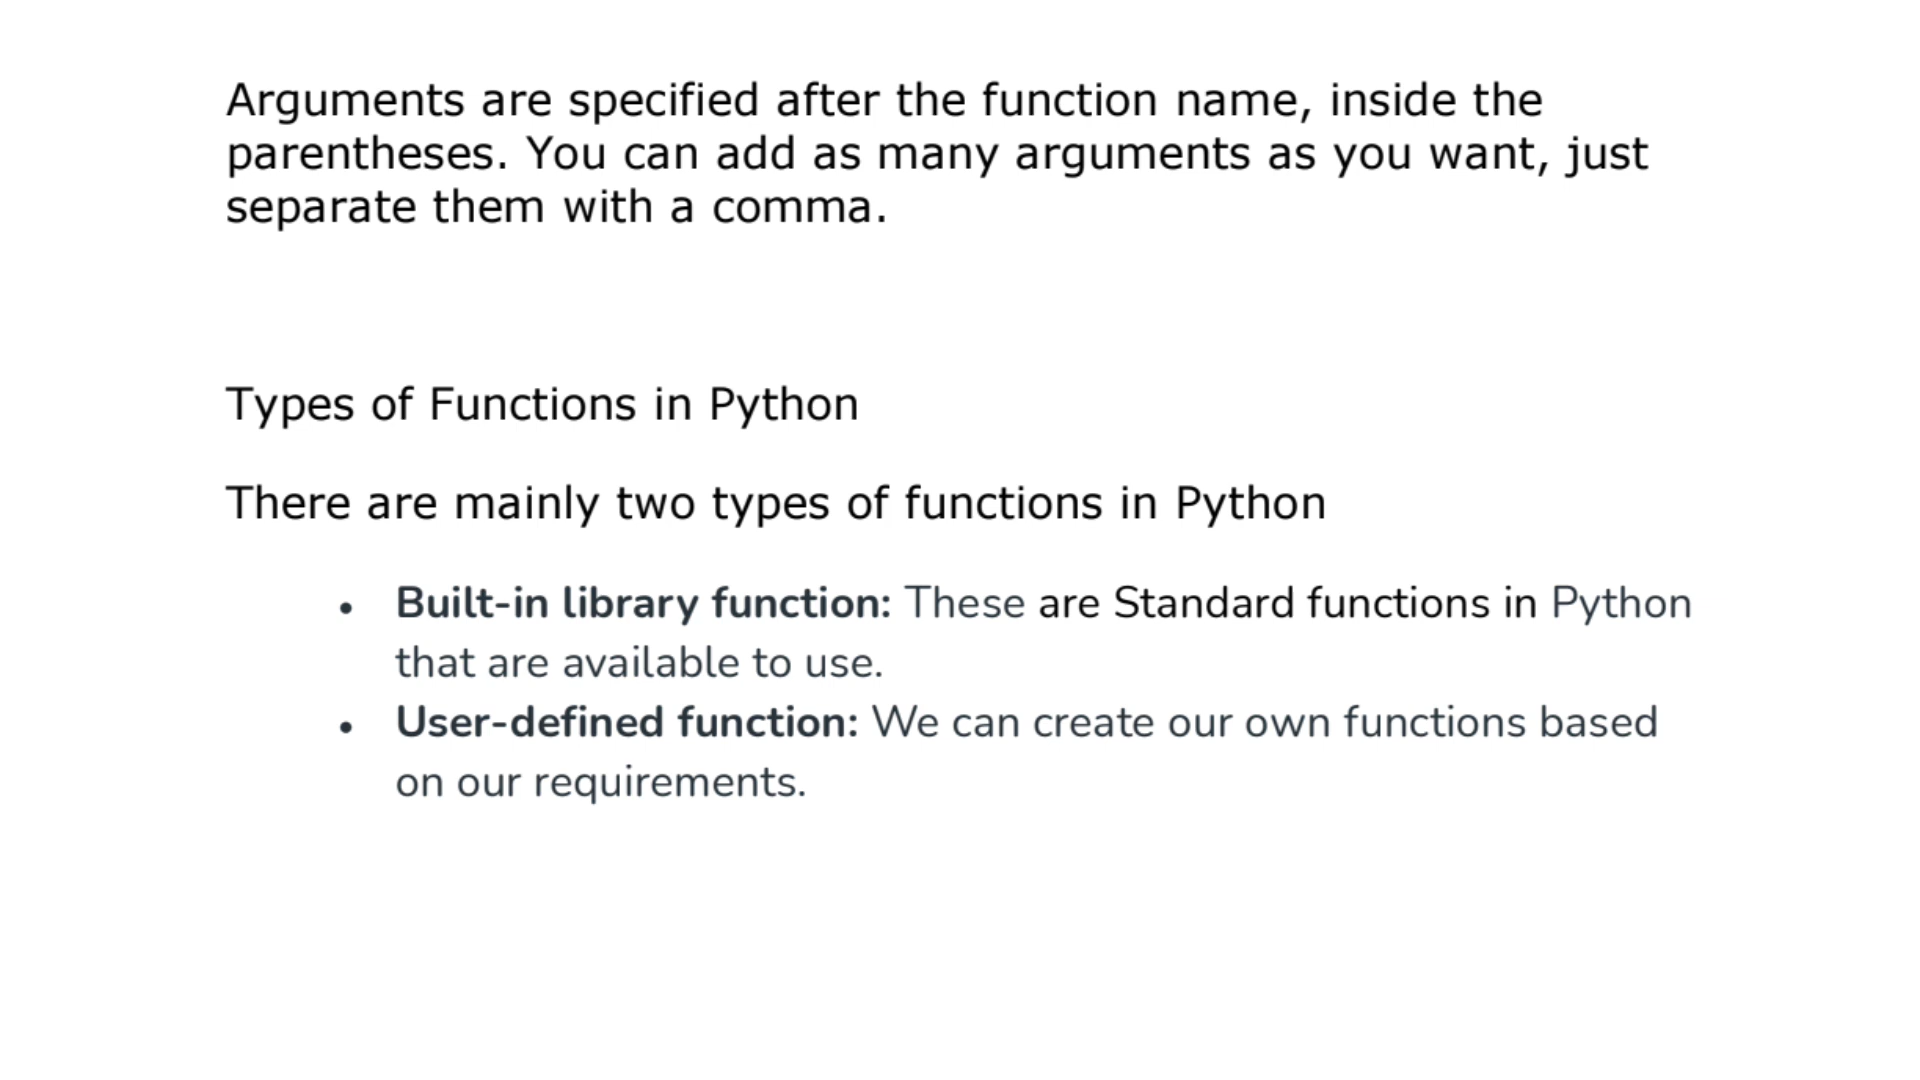 Arguments are specified after the function name, inside the
parentheses. You can add as many arguments as you want, just
separate them with a comma.
Types of Functions in Python
There are mainly two types of functions in Python
• Built-in library function: These are Standard functions in Python
that are available to use.
• User-defined function: We can create our own functions based
on our requirements.